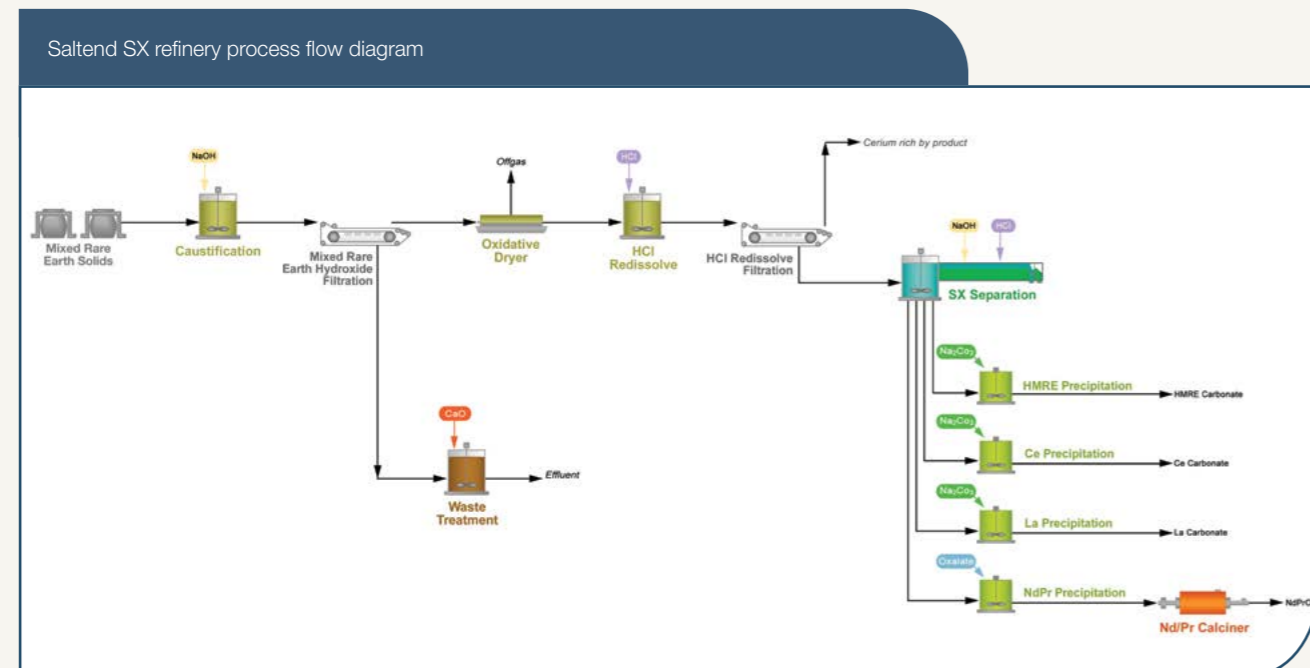 Saltend SX refinery process flow diagram
Cerium rich by product
NaOH
Offgas
HCl
Mixed Rare
Earth Solids
Caustification
Mixed Rare
Earth Hydroxide
Filtration
Oxidative
Dryer
HCl
Redissolve
HCl Redissolve
Filtration
NaOH
HCl
SX Separation
Na₂Co₃
HMRE Precipitation
HMRE Carbonate
CaO
Na₂Co₃
Ce Precipitation
Ce Carbonate
Effluent
Waste
Treatment
Na₂Co₃
La Precipitation
La Carbonate
Oxalate
NdPr Precipitation
NdPrO
Nd/Pr Calciner